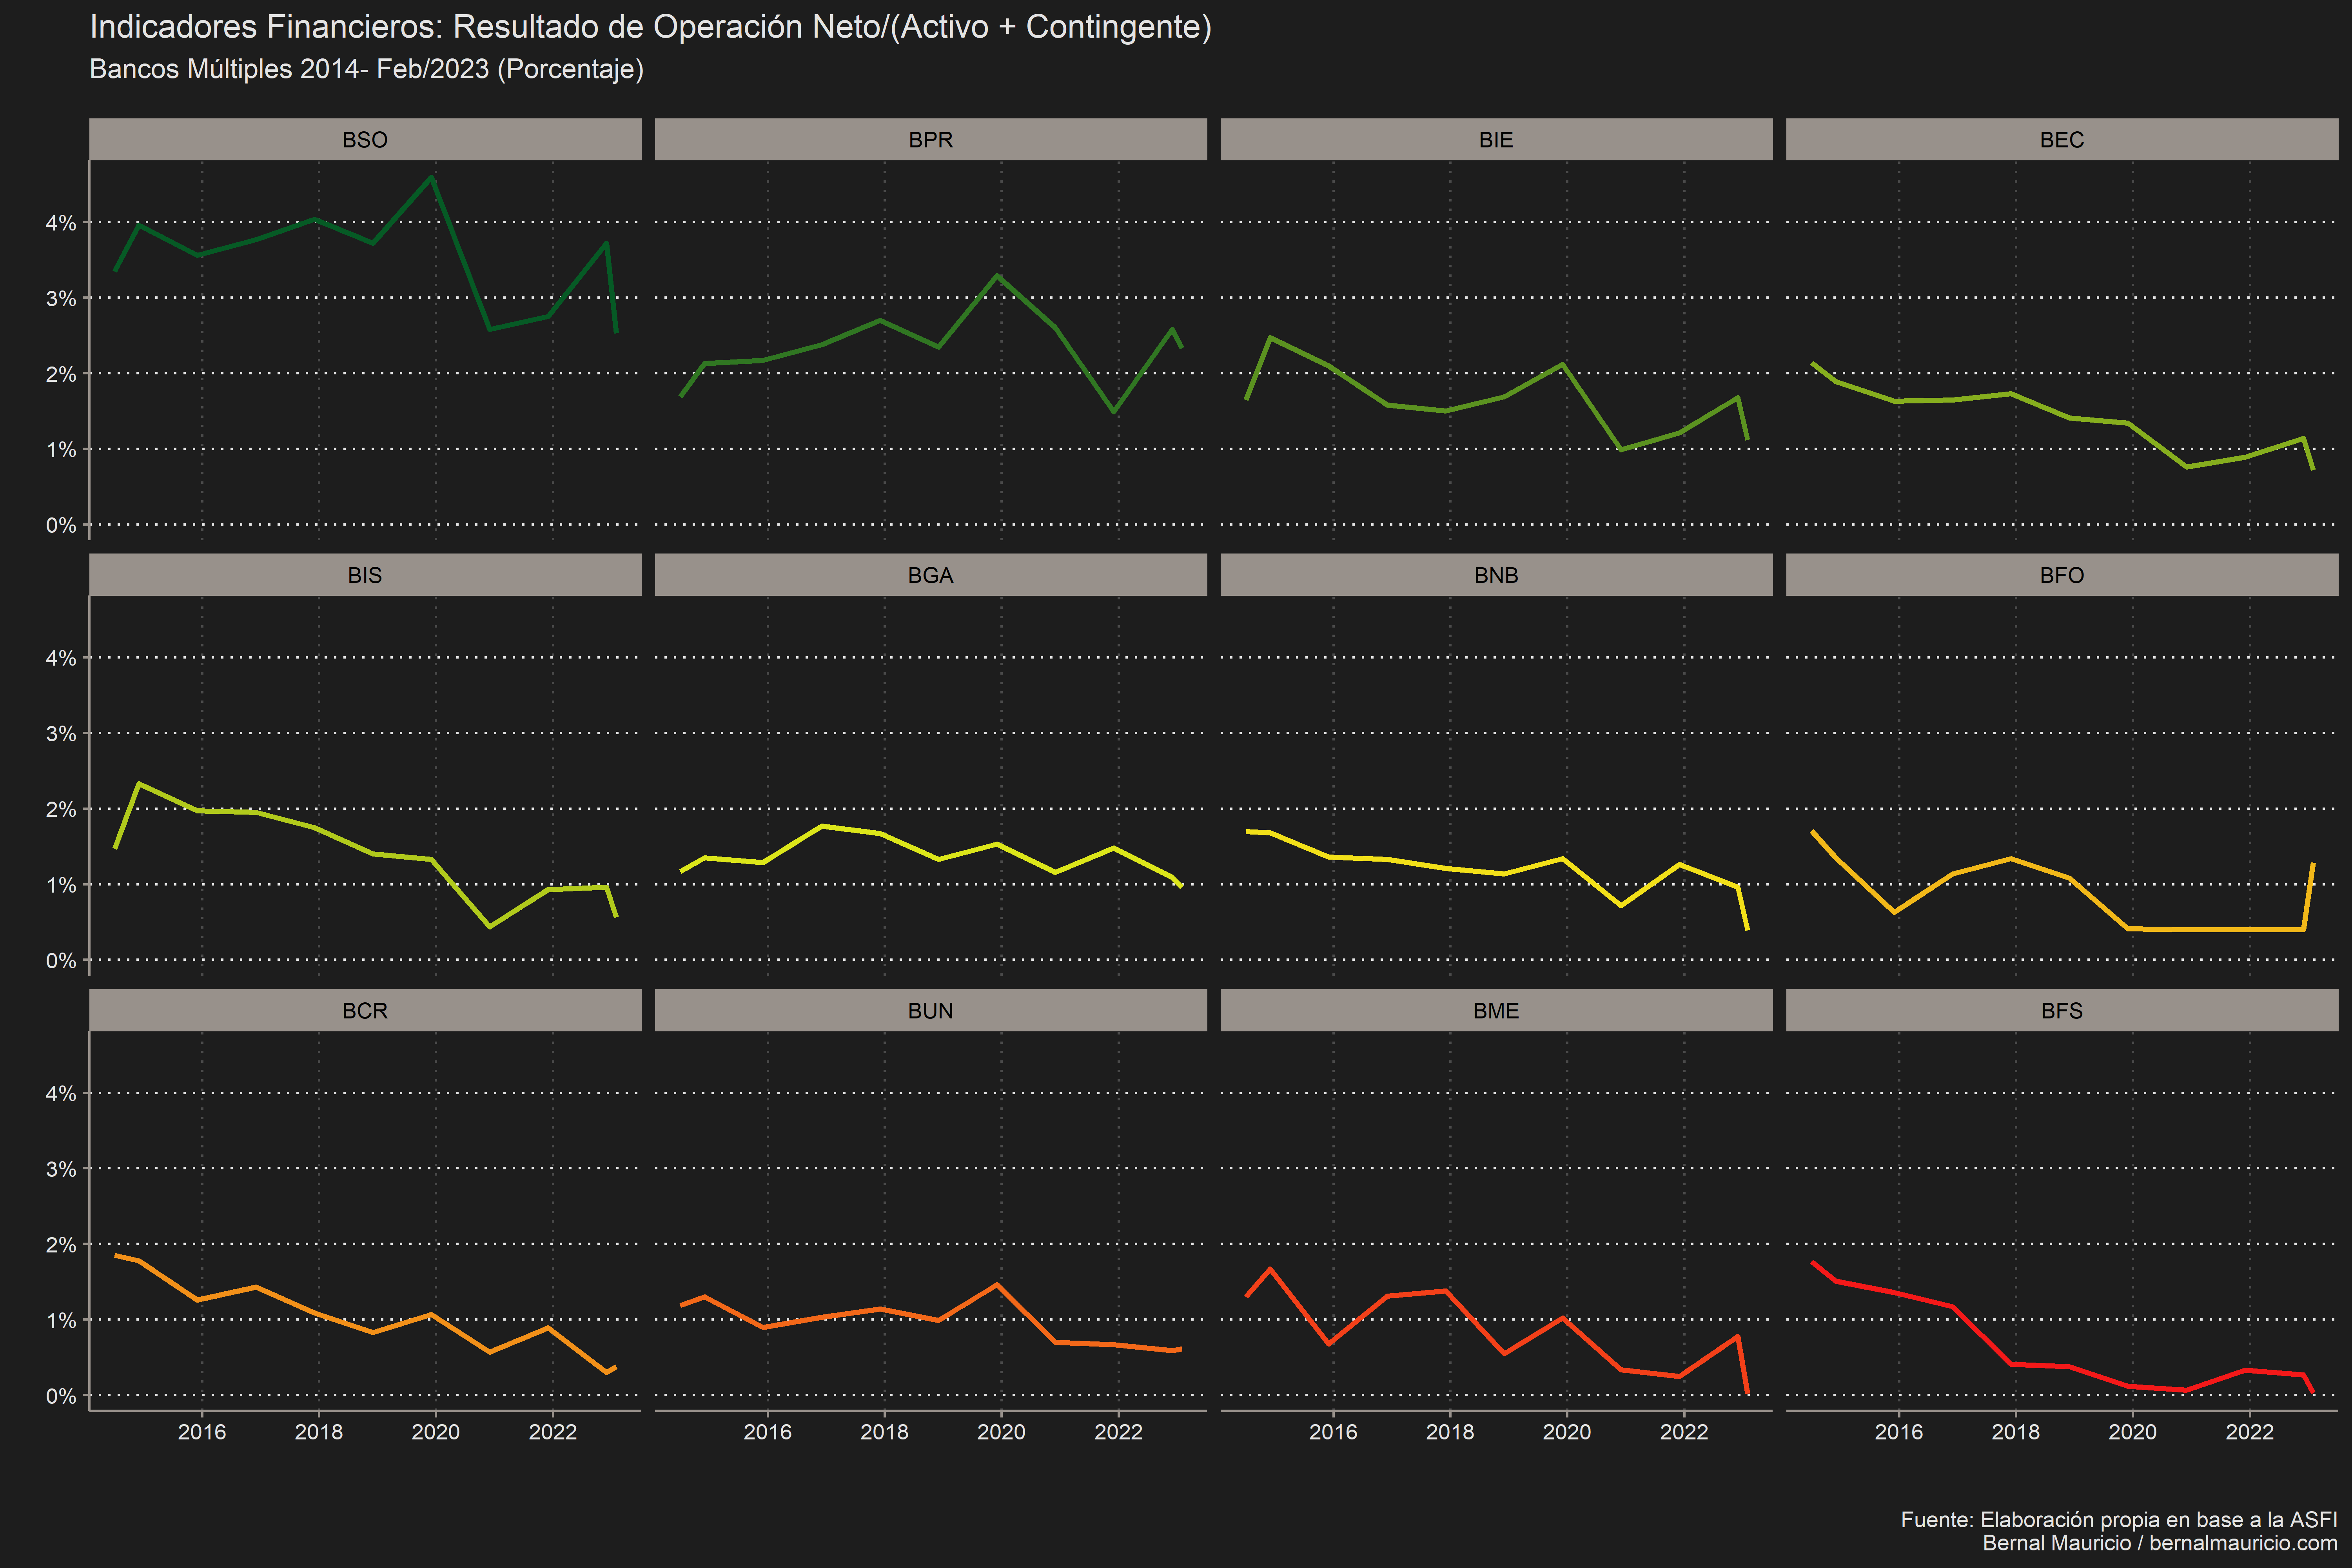 Indicadores Financieros: Resultado de Operación Neto/(Activo + Contingente)
Bancos Múltiples 2014- Feb/2023 (Porcentaje)
BSO BPR BIE BEC
4%
3%
2%
1%
0%
BIS BGA BNB BFO
4%
3%
2%
1%
0%
BCR BUN BME BFS
4%
3%
2%
1%
0%
2016 2018 2020 2022 2016 2018 2020 2022 2016 2018 2020 2022 2016 2018 2020 2022
Fuente: Elaboración propia en base a la ASFI
Bernal Mauricio / bernalmauricio.com